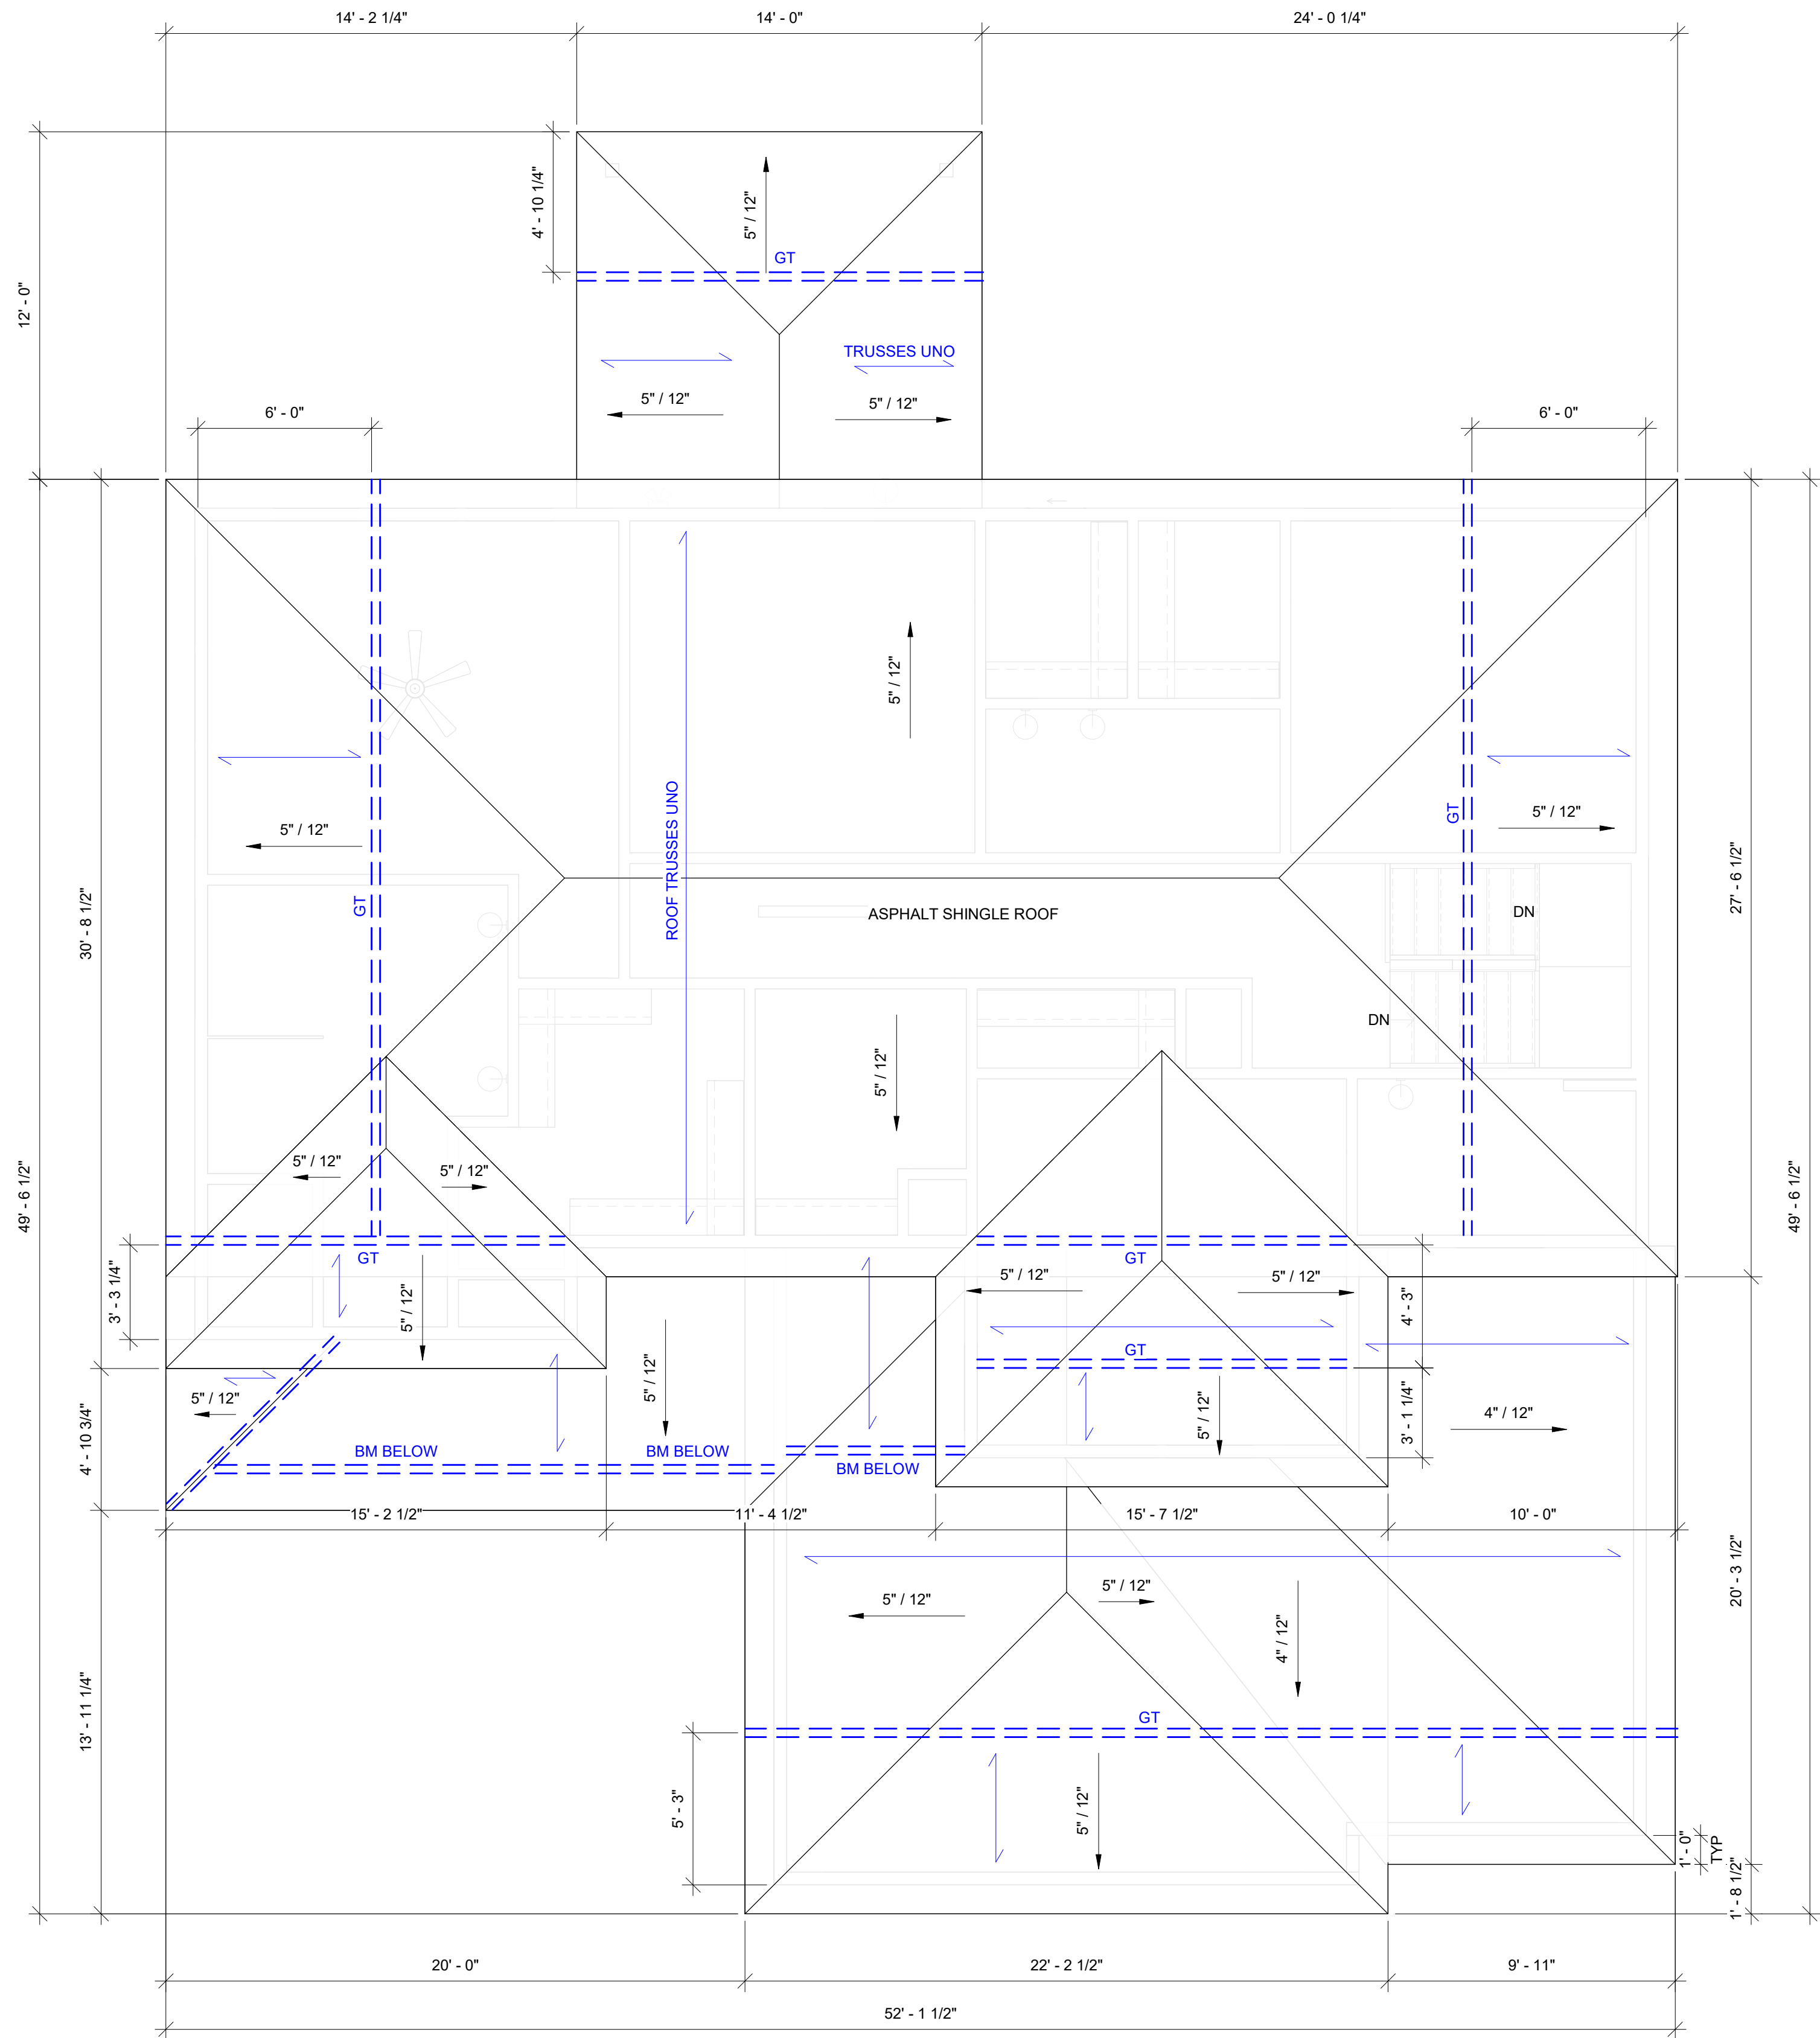 14' - 2 1/4"
14' - 0"
24' - 0 1/4"
4' - 10 1/4"
5" / 12"
GT
12' - 0"
TRUSSES UNO
5" / 12"
5" / 12"
6' - 0"
6' - 0"
5" / 12"
ROOF TRUSSES UNO
5" / 12"
GT
5" / 12"
GT
30' - 8 1/2"
27' - 6 1/2"
ASPHALT SHINGLE ROOF
DN
DN
5" / 12"
49' - 6 1/2"
49' - 6 1/2"
5" / 12"
5" / 12"
GT
GT
3' - 3 1/4"
5" / 12"
5" / 12"
5" / 12"
4' - 3"
GT
5" / 12"
5" / 12"
5" / 12"
3' - 1 1/4"
4" / 12"
4' - 10 3/4"
BM BELOW
BM BELOW
BM BELOW
15' - 2 1/2"
11' - 4 1/2"
15' - 7 1/2"
10' - 0"
20' - 3 1/2"
5" / 12"
5" / 12"
4" / 12"
13' - 11 1/4"
GT
5' - 3"
5" / 12"
1' - 0"
TYP
1' - 8 1/2"
20' - 0"
22' - 2 1/2"
9' - 11"
52' - 1 1/2"